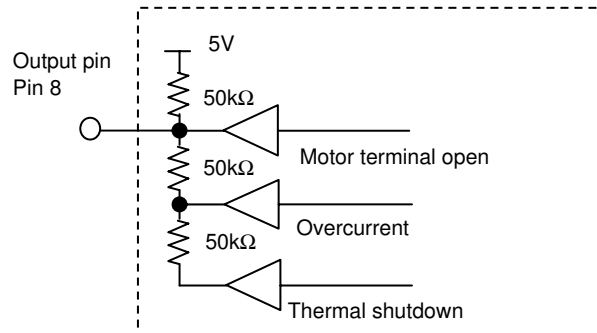 5V
Output pin
Pin 8
50kΩ
Motor terminal open
50kΩ
Overcurrent
50kΩ
Thermal shutdown